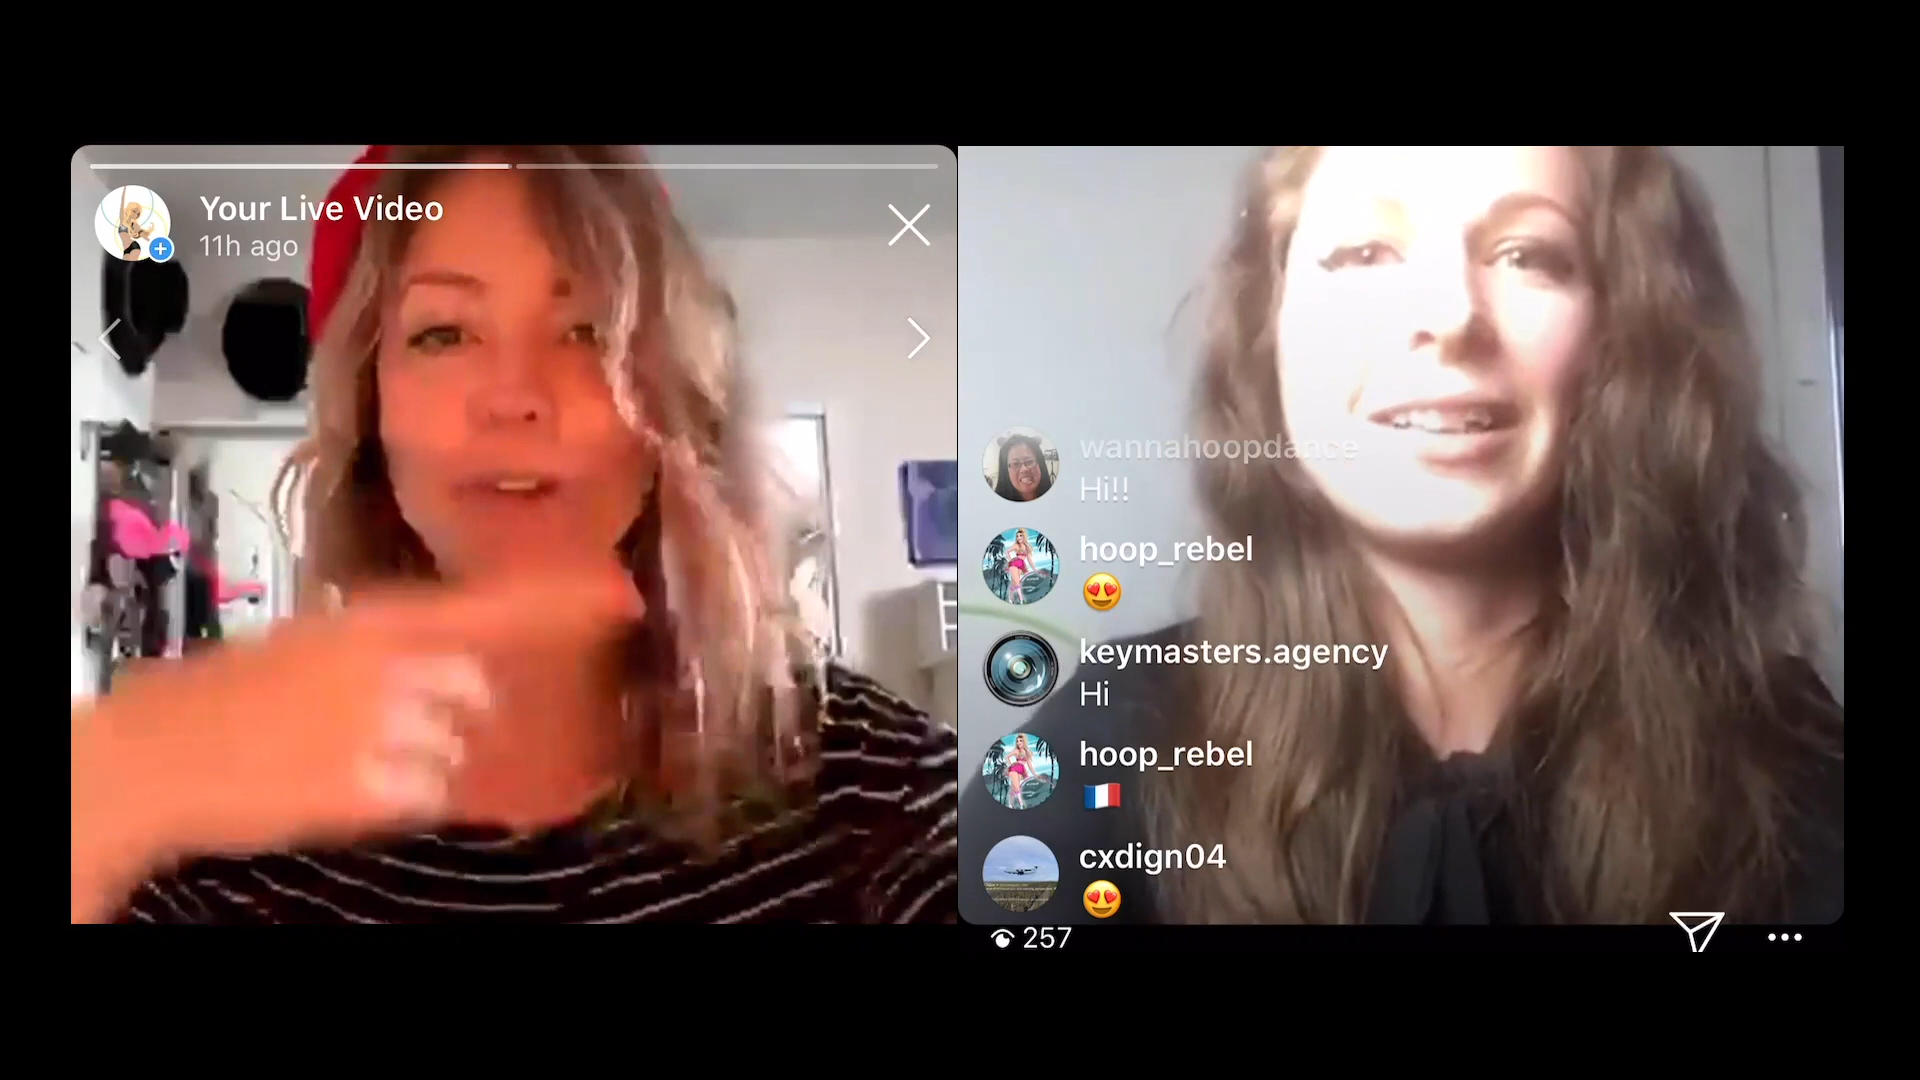 Your Live Video
11h ago
wannahoopdance
Hi!!
hoop_rebel
😍
keymasters.agency
Hi
hoop_rebel
🇫🇷
cxdign04
😍
257